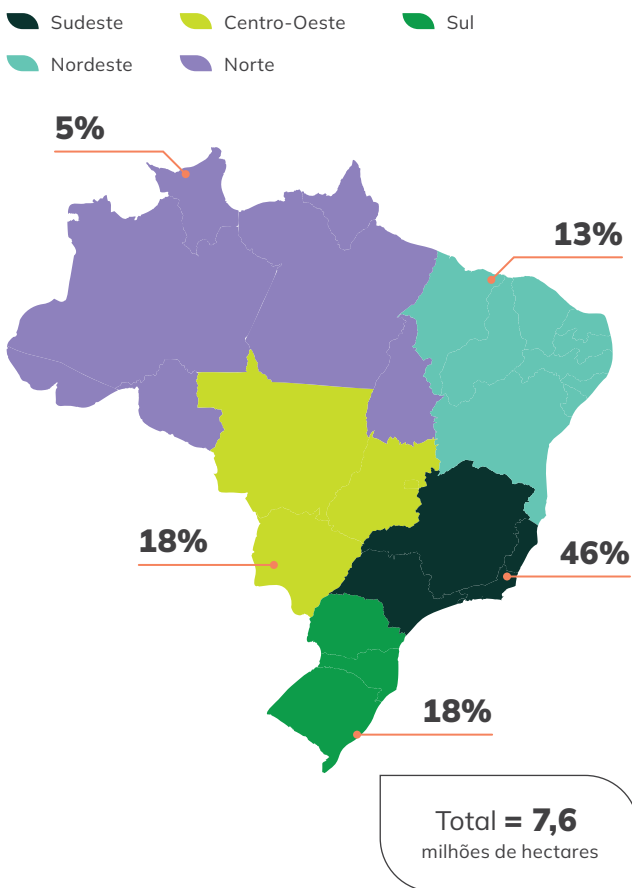 Sudeste
Centro-Oeste
Sul
Nordeste
Norte
5%
13%
18%
46%
18%
Total = 7,6
milhões de hectares